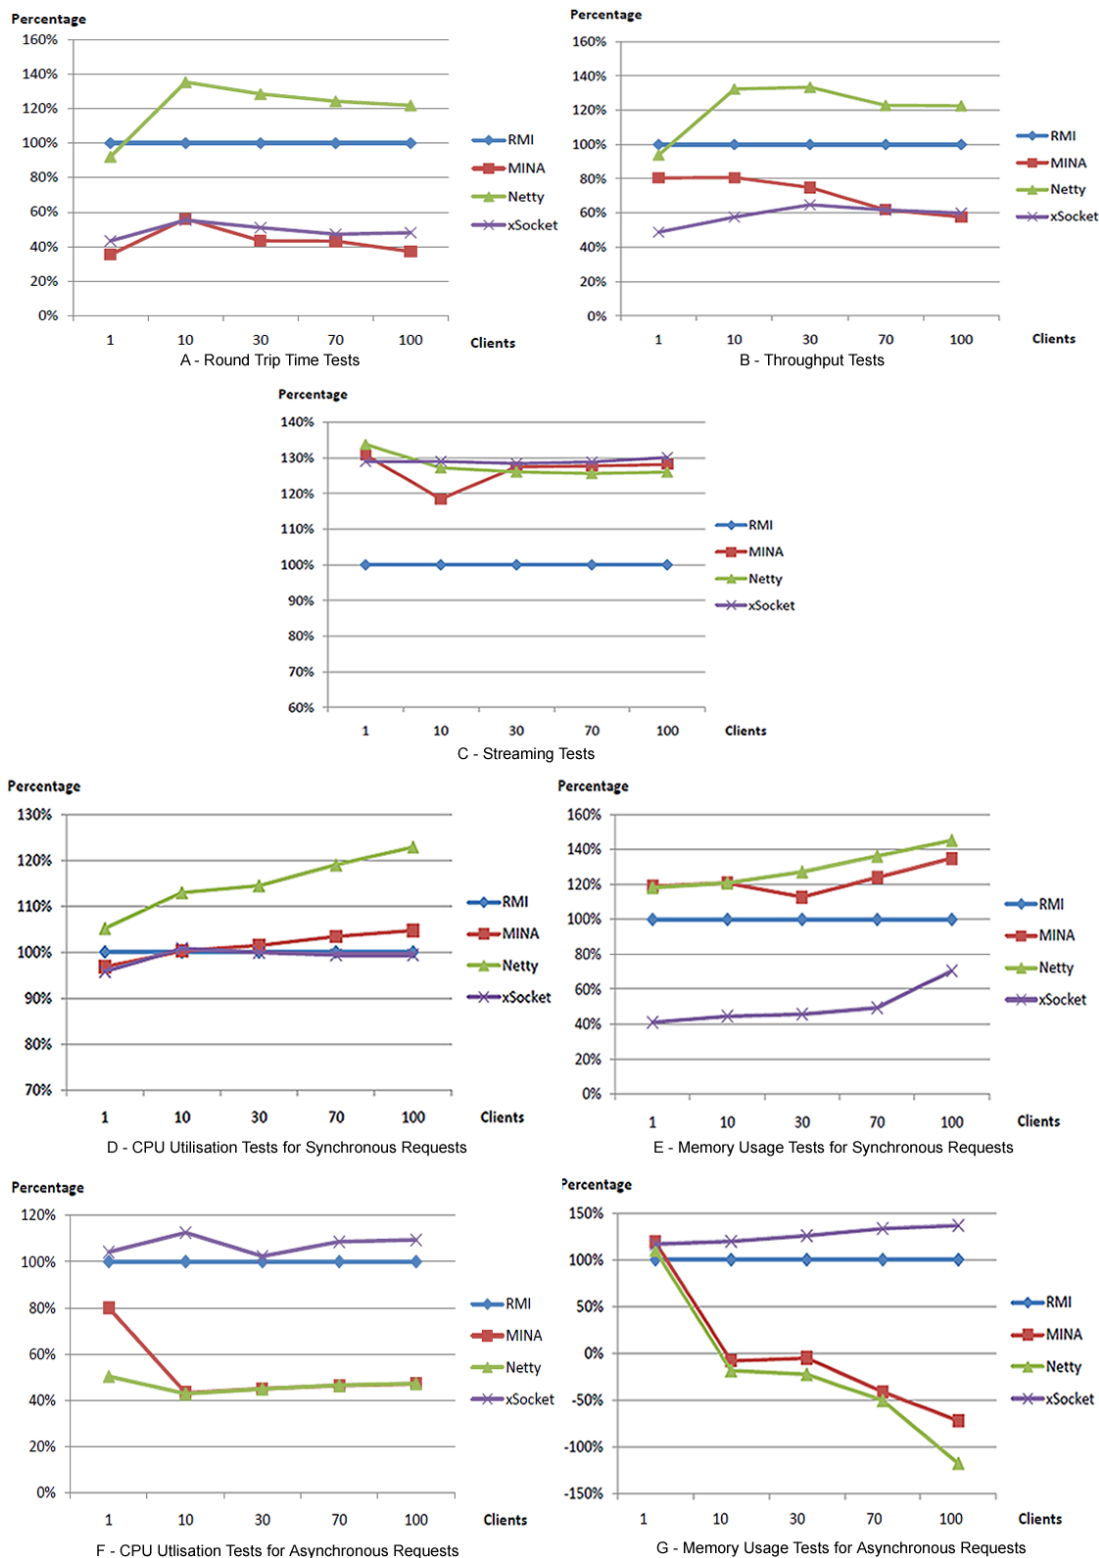 Percentage
160%
140%
120%
100%
80%
60%
40%
20%
0%
1 10 30 70 100 Clients
RMI
MINA
Netty
xSocket
A - Round Trip Time Tests
Percentage
160%
140%
120%
100%
80%
60%
40%
20%
0%
1 10 30 70 100 Clients
RMI
MINA
Netty
xSocket
B - Throughput Tests
Percentage
140%
130%
120%
110%
100%
90%
80%
70%
60%
1 10 30 70 100 Clients
RMI
MINA
Netty
xSocket
C - Streaming Tests
Percentage
130%
120%
110%
100%
90%
80%
70%
1 10 30 70 100 Clients
RMI
MINA
Netty
xSocket
D - CPU Utilisation Tests for Synchronous Requests
Percentage
160%
140%
120%
100%
80%
60%
40%
20%
0%
1 10 30 70 100 Clients
RMI
MINA
Netty
xSocket
E - Memory Usage Tests for Synchronous Requests
Percentage
120%
100%
80%
60%
40%
20%
0%
1 10 30 70 100 Clients
RMI
MINA
Netty
xSocket
F - CPU Utlisation Tests for Asynchronous Requests
Percentage
150%
100%
50%
0%
-50%
-100%
-150%
1 10 30 70 100 Clients
RMI
MINA
Netty
xSocket
G - Memory Usage Tests for Asynchronous Requests